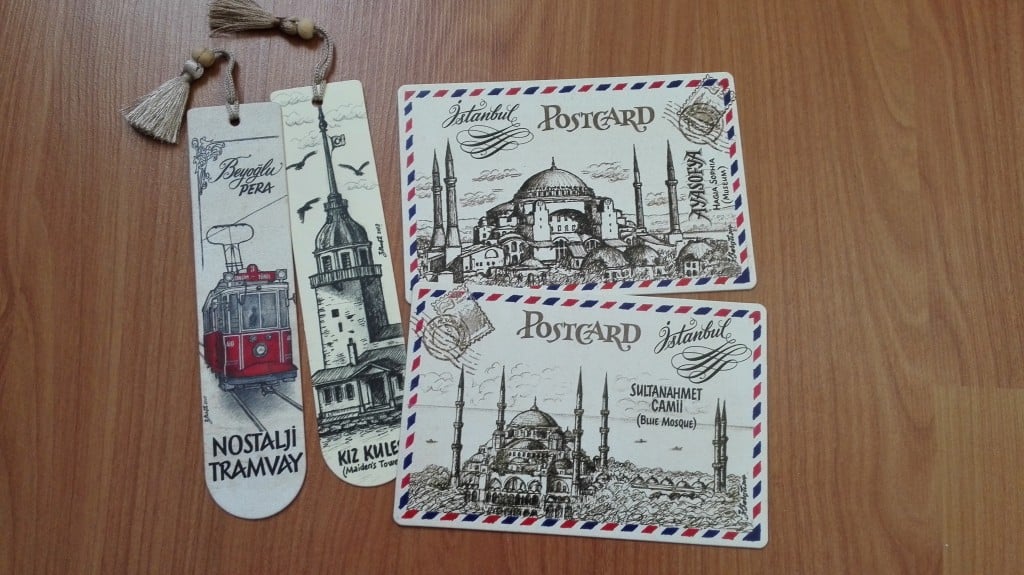 Beyoğlu
PERA
NOSTALJİ
TRAMVAY
KIZ KULES
(Maiden's Tower
İstanbul
POSTCARD
AYASOFYA
HAGIA SOPHIA
(MUSEUM)
POSTCARD
İstanbul
SULTANAHMET
CAMİİ
(BLUE MOSQUE)